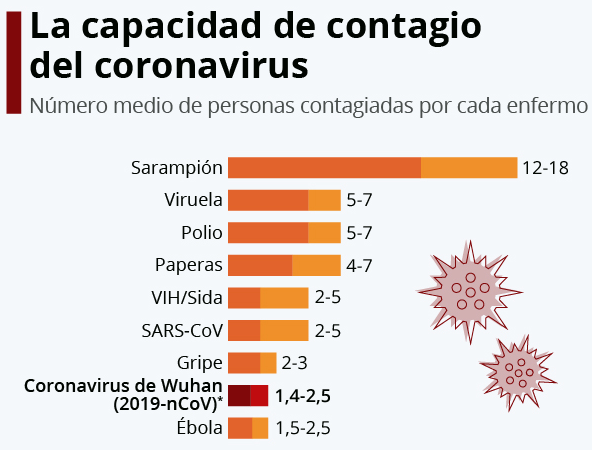 La capacidad de contagio
del coronavirus
Número medio de personas contagiadas por cada enfermo
Sarampión 12-18
Viruela 5-7
Polio 5-7
Paperas 4-7
VIH/Sida 2-5
SARS-CoV 2-5
Gripe 2-3
Coronavirus de Wuhan
(2019-nCoV)* 1,4-2,5
Ébola 1,5-2,5